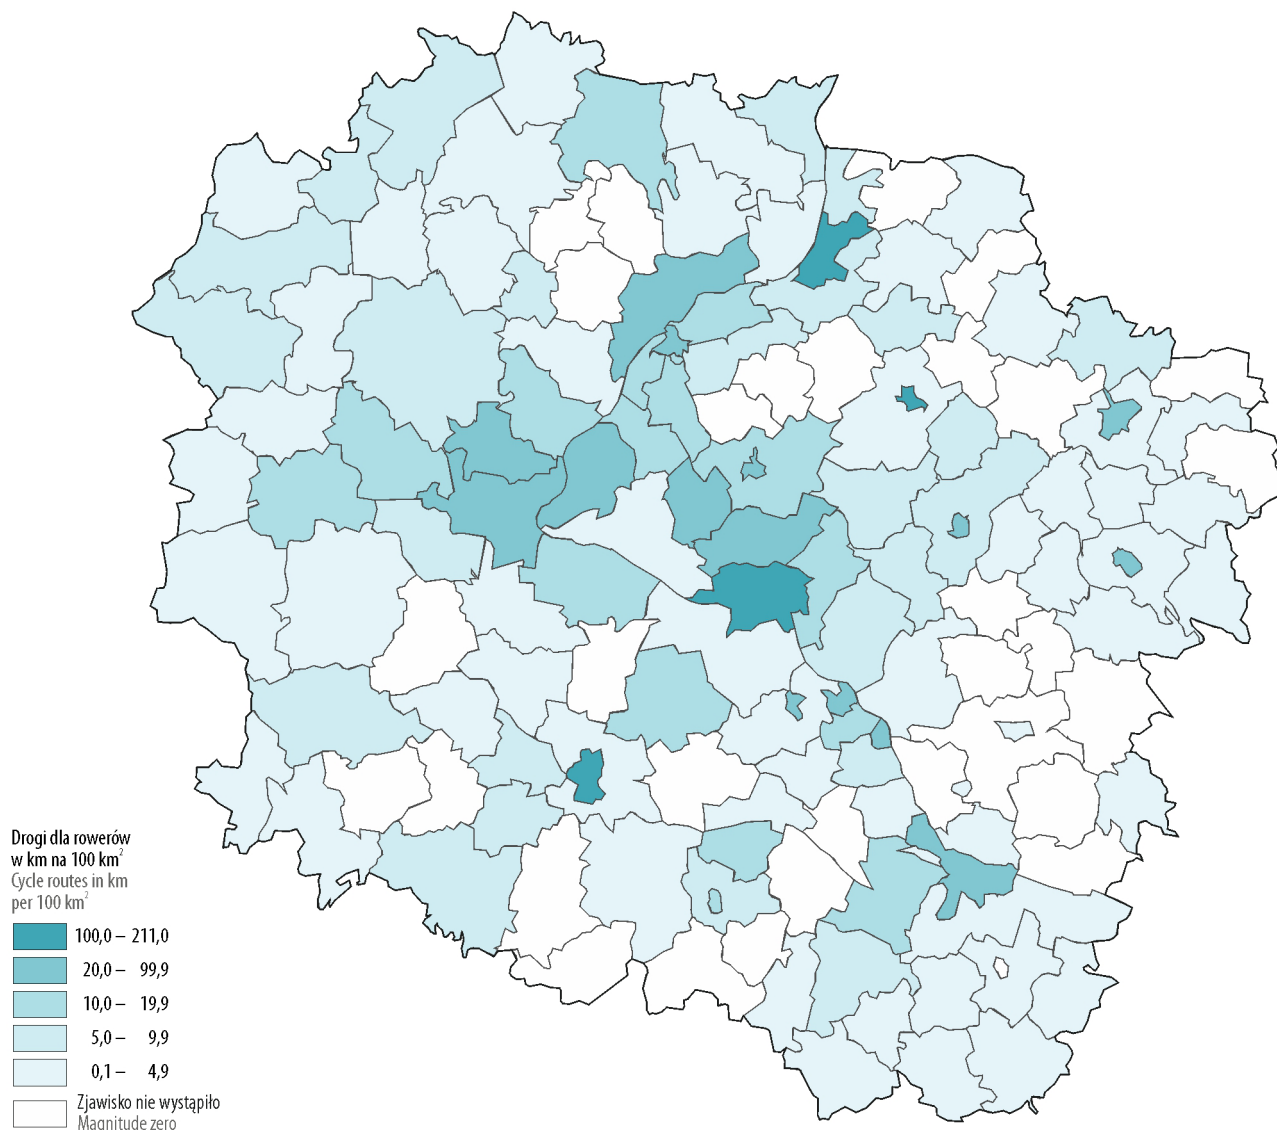 Drogi dla rowerów
w km na 100 km²
Cycle routes in km
per 100 km²
100,0 – 211,0
20,0 – 99,9
10,0 – 19,9
5,0 – 9,9
0,1 – 4,9
Zjawisko nie wystąpiło
Magnitude zero